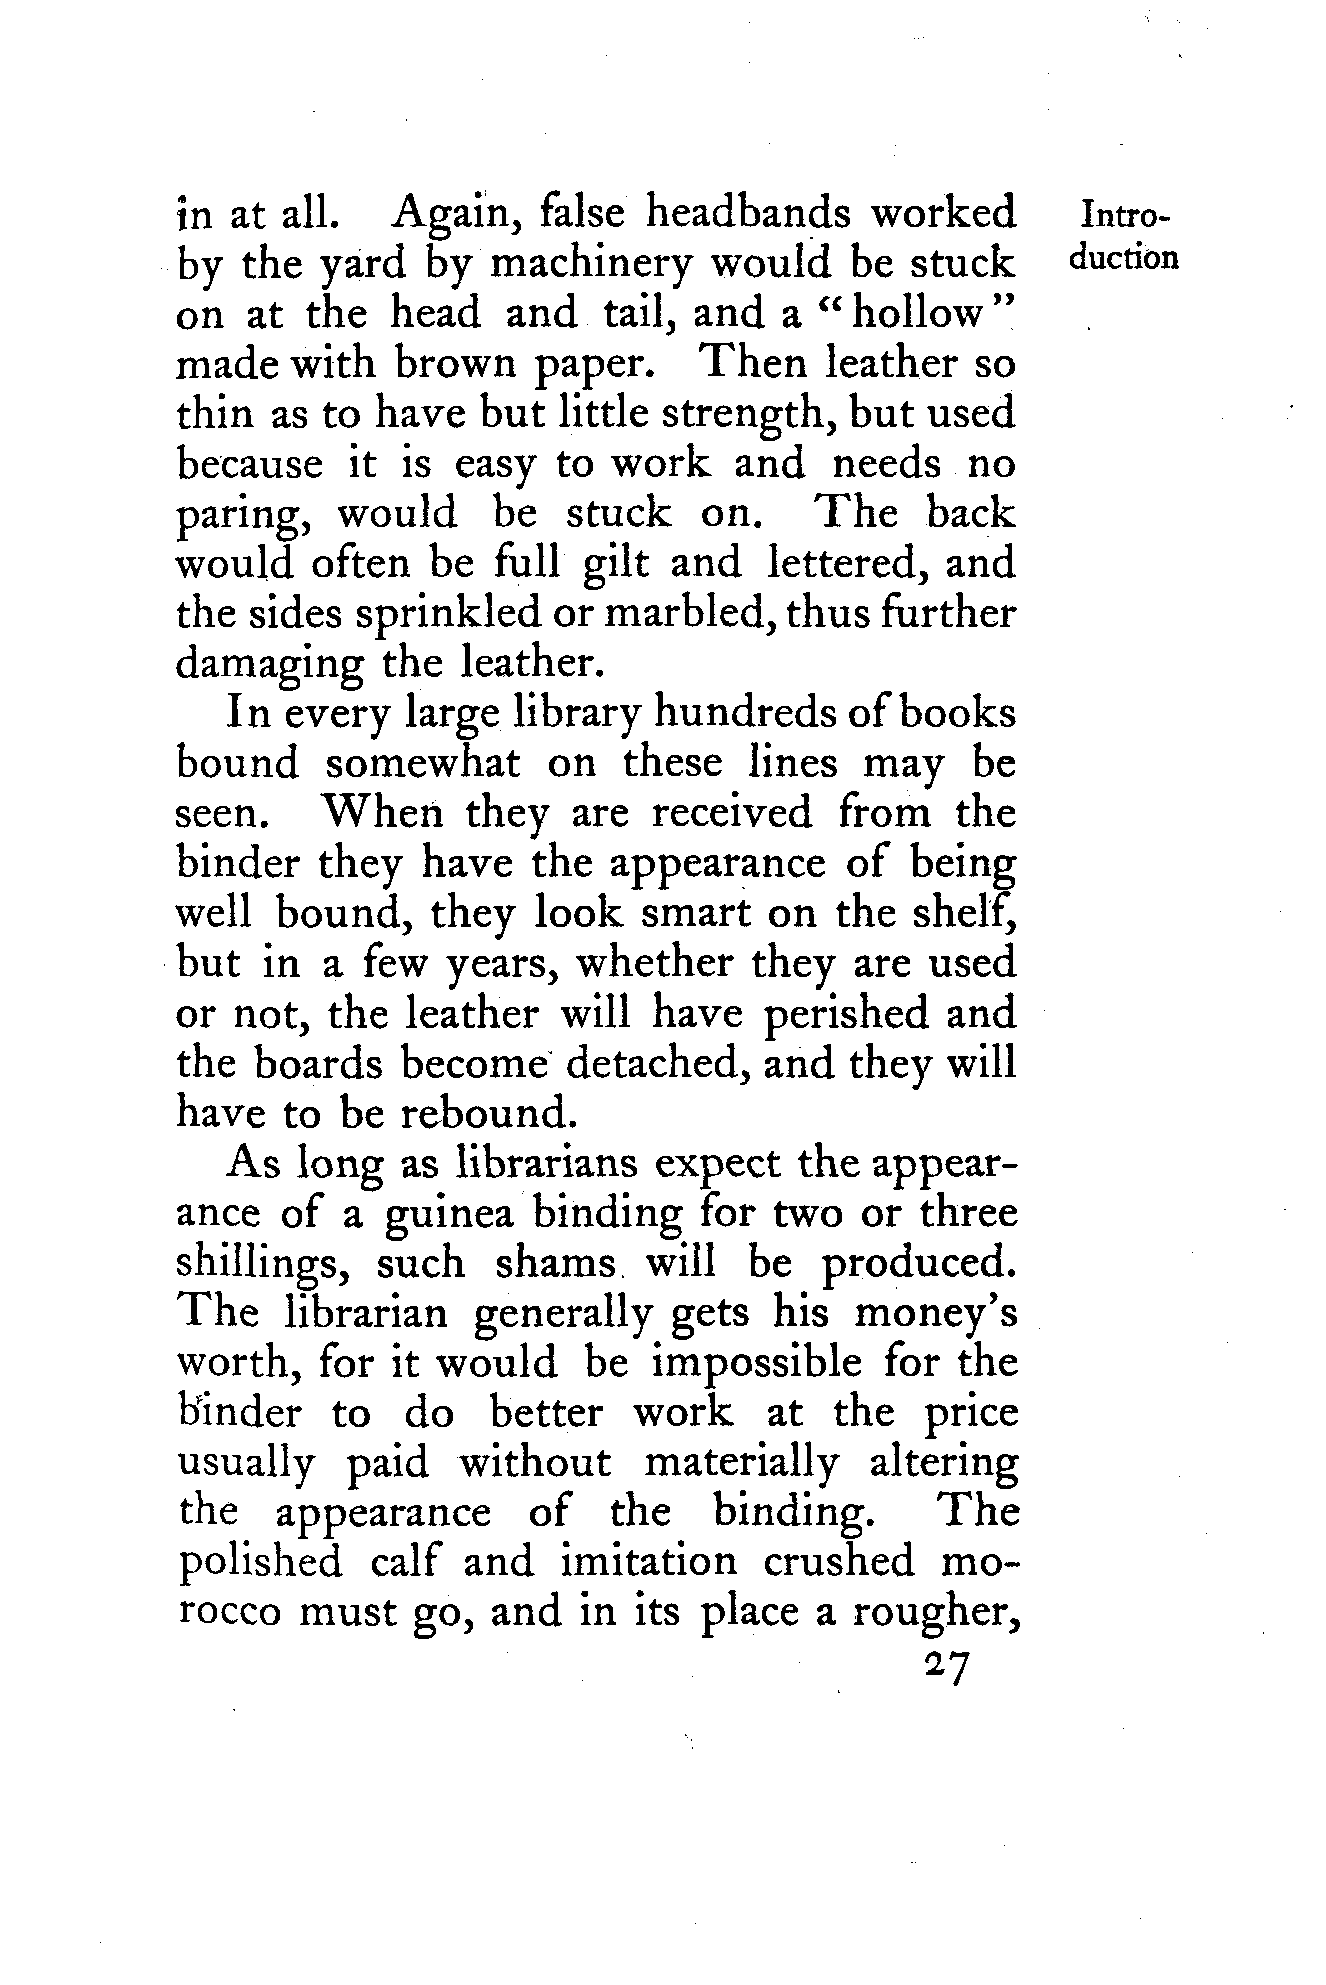 in at all. Again, false headbands worked
by the yard by machinery would be stuck
on at the head and tail, and a “ hollow ”
made with brown paper. Then leather so
thin as to have but little strength, but used
because it is easy to work and needs no
paring, would be stuck on. The back
would often be full gilt and lettered, and
the sides sprinkled or marbled, thus further
damaging the leather.
In every large library hundreds of books
bound somewhat on these lines may be
seen. When they are received from the
binder they have the appearance of being
well bound, they look smart on the shelf,
but in a few years, whether they are used
or not, the leather will have perished and
the boards become detached, and they will
have to be rebound.
As long as librarians expect the appear-
ance of a guinea binding for two or three
shillings, such shams will be produced.
The librarian generally gets his money’s
worth, for it would be impossible for the
binder to do better work at the price
usually paid without materially altering
the appearance of the binding. The
polished calf and imitation crushed mo-
rocco must go, and in its place a rougher,
27
Intro-
duction